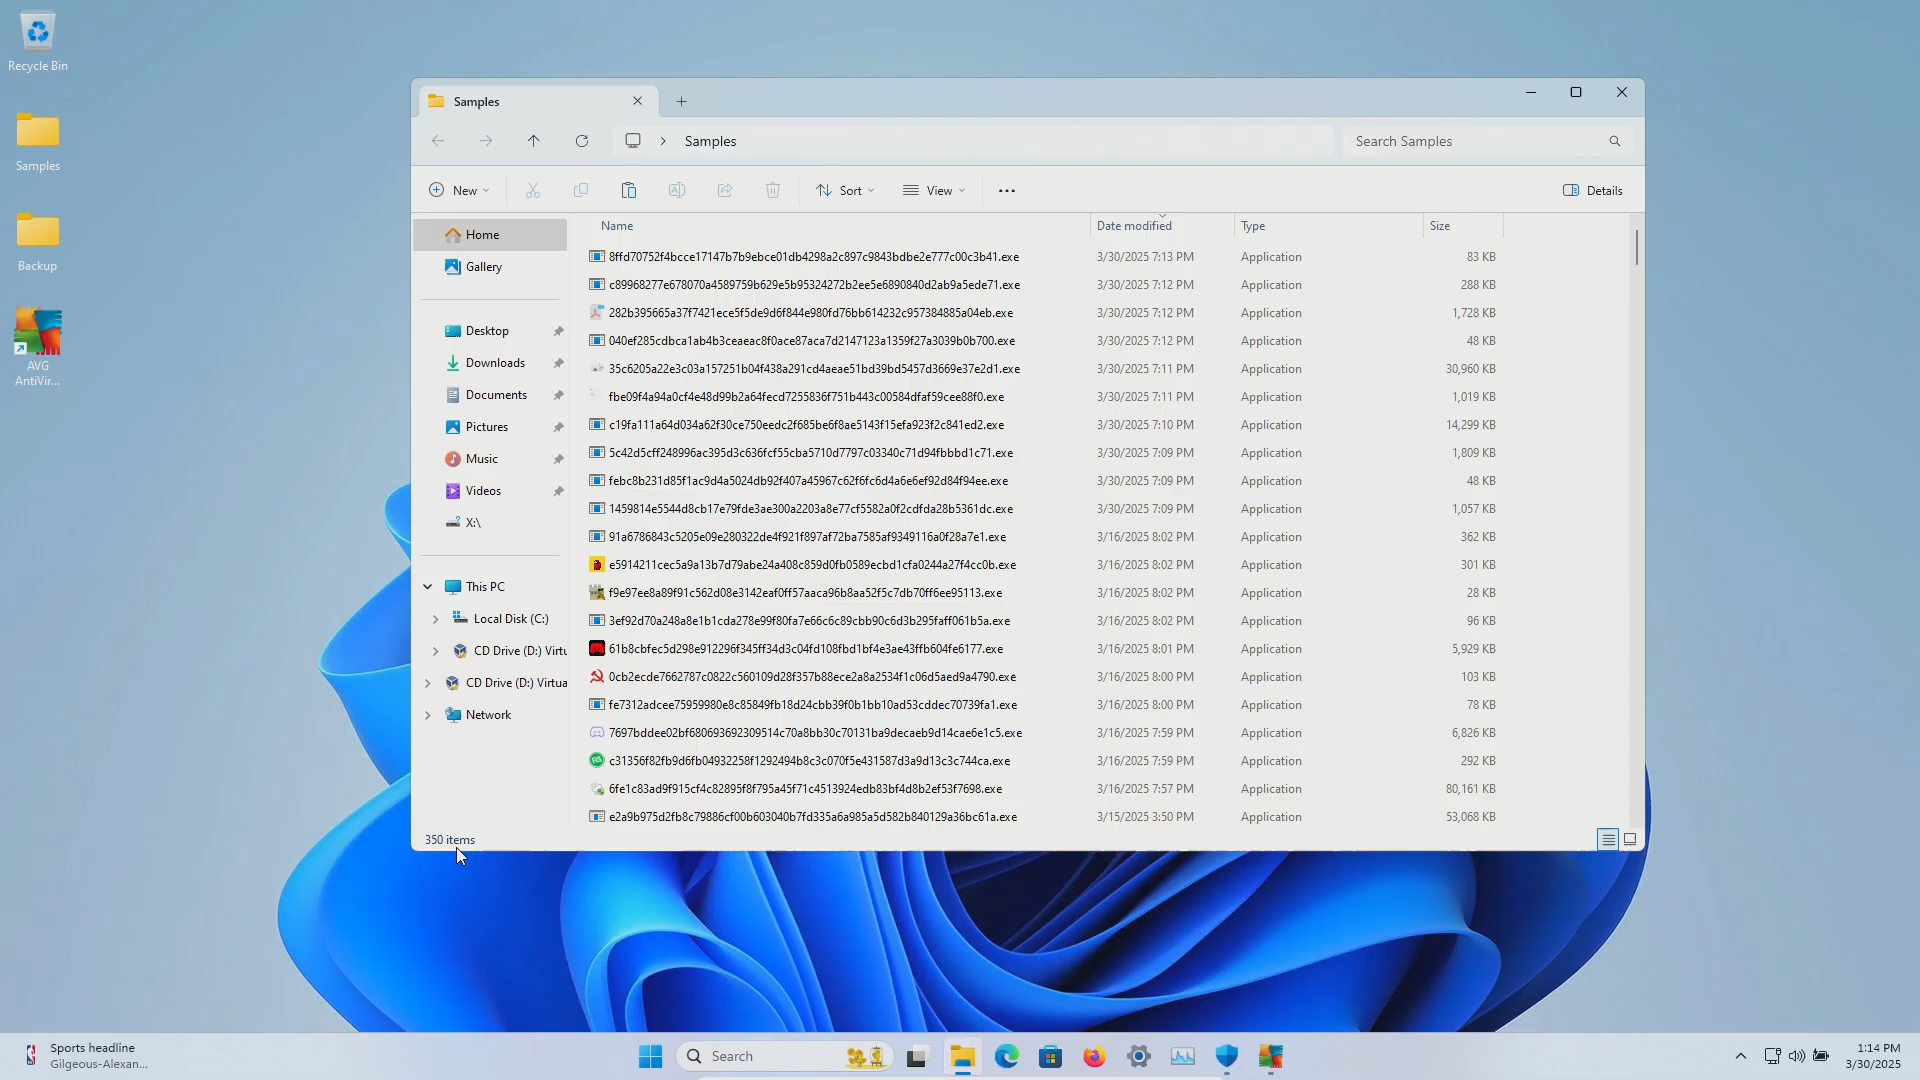 Recycle Bin
Samples
Backup
AVG
AntiVir...
Samples
Samples
Search Samples
New
Sort
View
Details
Home
Gallery
Desktop
Downloads
Documents
Pictures
Music
Videos
X:\
This PC
Local Disk (C:)
CD Drive (D:) Virtu
CD Drive (D:) Virtua
Network
Name Date modified Type Size
8ffd70752f4bcce17147b7b9ebce01db4298a2c897c9843bdbe2e777c00c3b41.exe 3/30/2025 7:13 PM Application 83 KB
c89968277e678070a4589759b629e5b95324272b2ee5e6890840d2ab9a5ede71.exe 3/30/2025 7:12 PM Application 288 KB
282b395665a37f7421ece5f5de9d6f844e980fd76bb614232c957384885a04eb.exe 3/30/2025 7:12 PM Application 1,728 KB
040ef285cdbca1ab4b3ceaeac8f0ace87aca7d2147123a1359f27a3039b0b700.exe 3/30/2025 7:12 PM Application 48 KB
35c6205a22e3c03a157251b04f438a291cd4aeae51bd39bd5457d3669e37e2d1.exe 3/30/2025 7:11 PM Application 30,960 KB
fbe09f4a94a0cf4e48d99b2a64fecd7255836f751b443c00584dfaf59cee88f0.exe 3/30/2025 7:11 PM Application 1,019 KB
c19fa111a64d034a62f30ce750eedc2f685be6f8ae5143f15efa923f2c841ed2.exe 3/30/2025 7:10 PM Application 14,299 KB
5c42d5cff248996ac395d3c636fcf55cba5710d7797c03340c71d94fbbbd1c71.exe 3/30/2025 7:09 PM Application 1,809 KB
febc8b231d85f1ac9d4a5024db92f407a45967c62f6fc6d4a6e6ef92d84f94ee.exe 3/30/2025 7:09 PM Application 48 KB
1459814e5544d8cb17e79fde3ae300a2203a8e77cf5582a0f2cdfda28b5361dc.exe 3/30/2025 7:09 PM Application 1,057 KB
91a6786843c5205e09e280322de4f921f897af72ba7585af9349116a0f28a7e1.exe 3/16/2025 8:02 PM Application 362 KB
e5914211cec5a9a13b7d79abe24a408c859d0fb0589ecbd1cfa0244a27f4cc0b.exe 3/16/2025 8:02 PM Application 301 KB
f9e97ee8a89f91c562d08e3142eaf0ff57aaca96b8aa52f5c7db70ff6ee95113.exe 3/16/2025 8:02 PM Application 28 KB
3ef92d70a248a8e1b1cda278e99f80fa7e66c6c89cbb90c6d3b295faff061b5a.exe 3/16/2025 8:02 PM Application 96 KB
61b8cbfec5d298e912296f345ff34d3c04fd108fbd1bf4e3ae43ffb604fe6177.exe 3/16/2025 8:01 PM Application 5,929 KB
0cb2ecde7662787c0822c560109d28f357b88ece2a8a2534f1c06d5aed9a4790.exe 3/16/2025 8:00 PM Application 103 KB
fe7312adcee75959980e8c85849fb18d24cbb39f0b1bb10ad53cddec70739fa1.exe 3/16/2025 8:00 PM Application 78 KB
7697bddee02bf680693692309514c70a8bb30c70131ba9decaeb9d14cae6e1c5.exe 3/16/2025 7:59 PM Application 6,826 KB
c31356f82fb9d6fb04932258f1292494b8c3c070f5e431587d3a9d13c3c744ca.exe 3/16/2025 7:59 PM Application 292 KB
6fe1c83ad9f915cf4c82895f8f795a45f71c4513924edb83bf4d8b2ef53f7698.exe 3/16/2025 7:57 PM Application 80,161 KB
e2a9b975d2fb8c79886cf00b603040b7fd335a6a985a5d582b840129a36bc61a.exe 3/15/2025 3:50 PM Application 53,068 KB
350 items
Sports headline
Gilgeous-Alexan...
Search
1:14 PM
3/30/2025